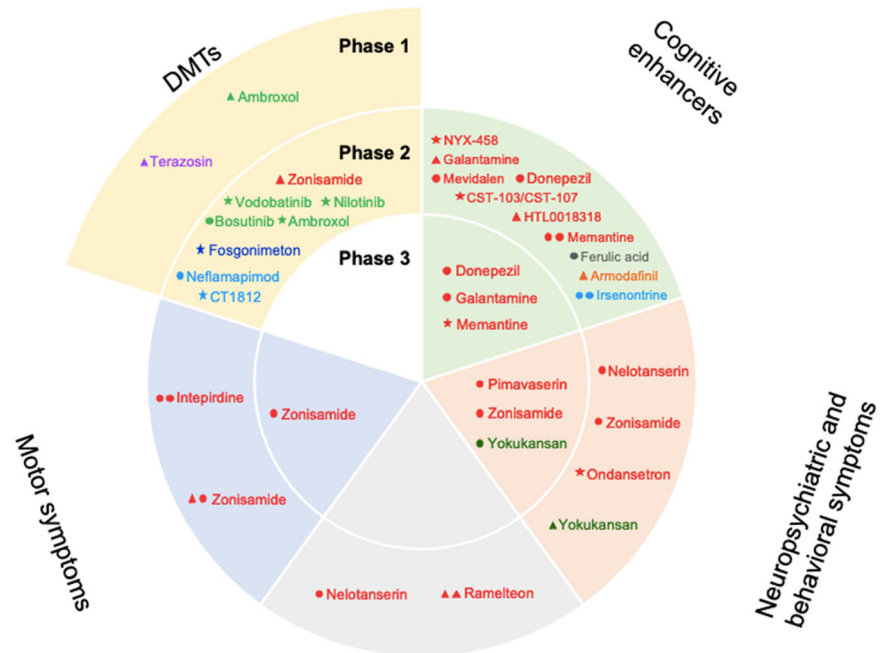 DMTs
Cognitive
enhancers
Phase 1
Ambroxol
Terazosin
Phase 2
Zonisamide
Vodobatinib Nilotinib
Bosutinib Ambroxol
Fosgonimeton
Neflamapimod
CT1812
NYX-458
Galantamine
Mevidalen Donepezil
CST-103/CST-107
HTL0018318
Memantine
Ferulic acid
Armodafinil
Irsenontrine
Phase 3
Donepezil
Galantamine
Memantine
Pimavaserin
Zonisamide
Yokukansan
Nelotanserin
Zonisamide
Ondansetron
Yokukansan
Neuropsychiatric and
behavioral symptoms
Intepirdine
Zonisamide
Zonisamide
Motor symptoms
Nelotanserin Ramelteon